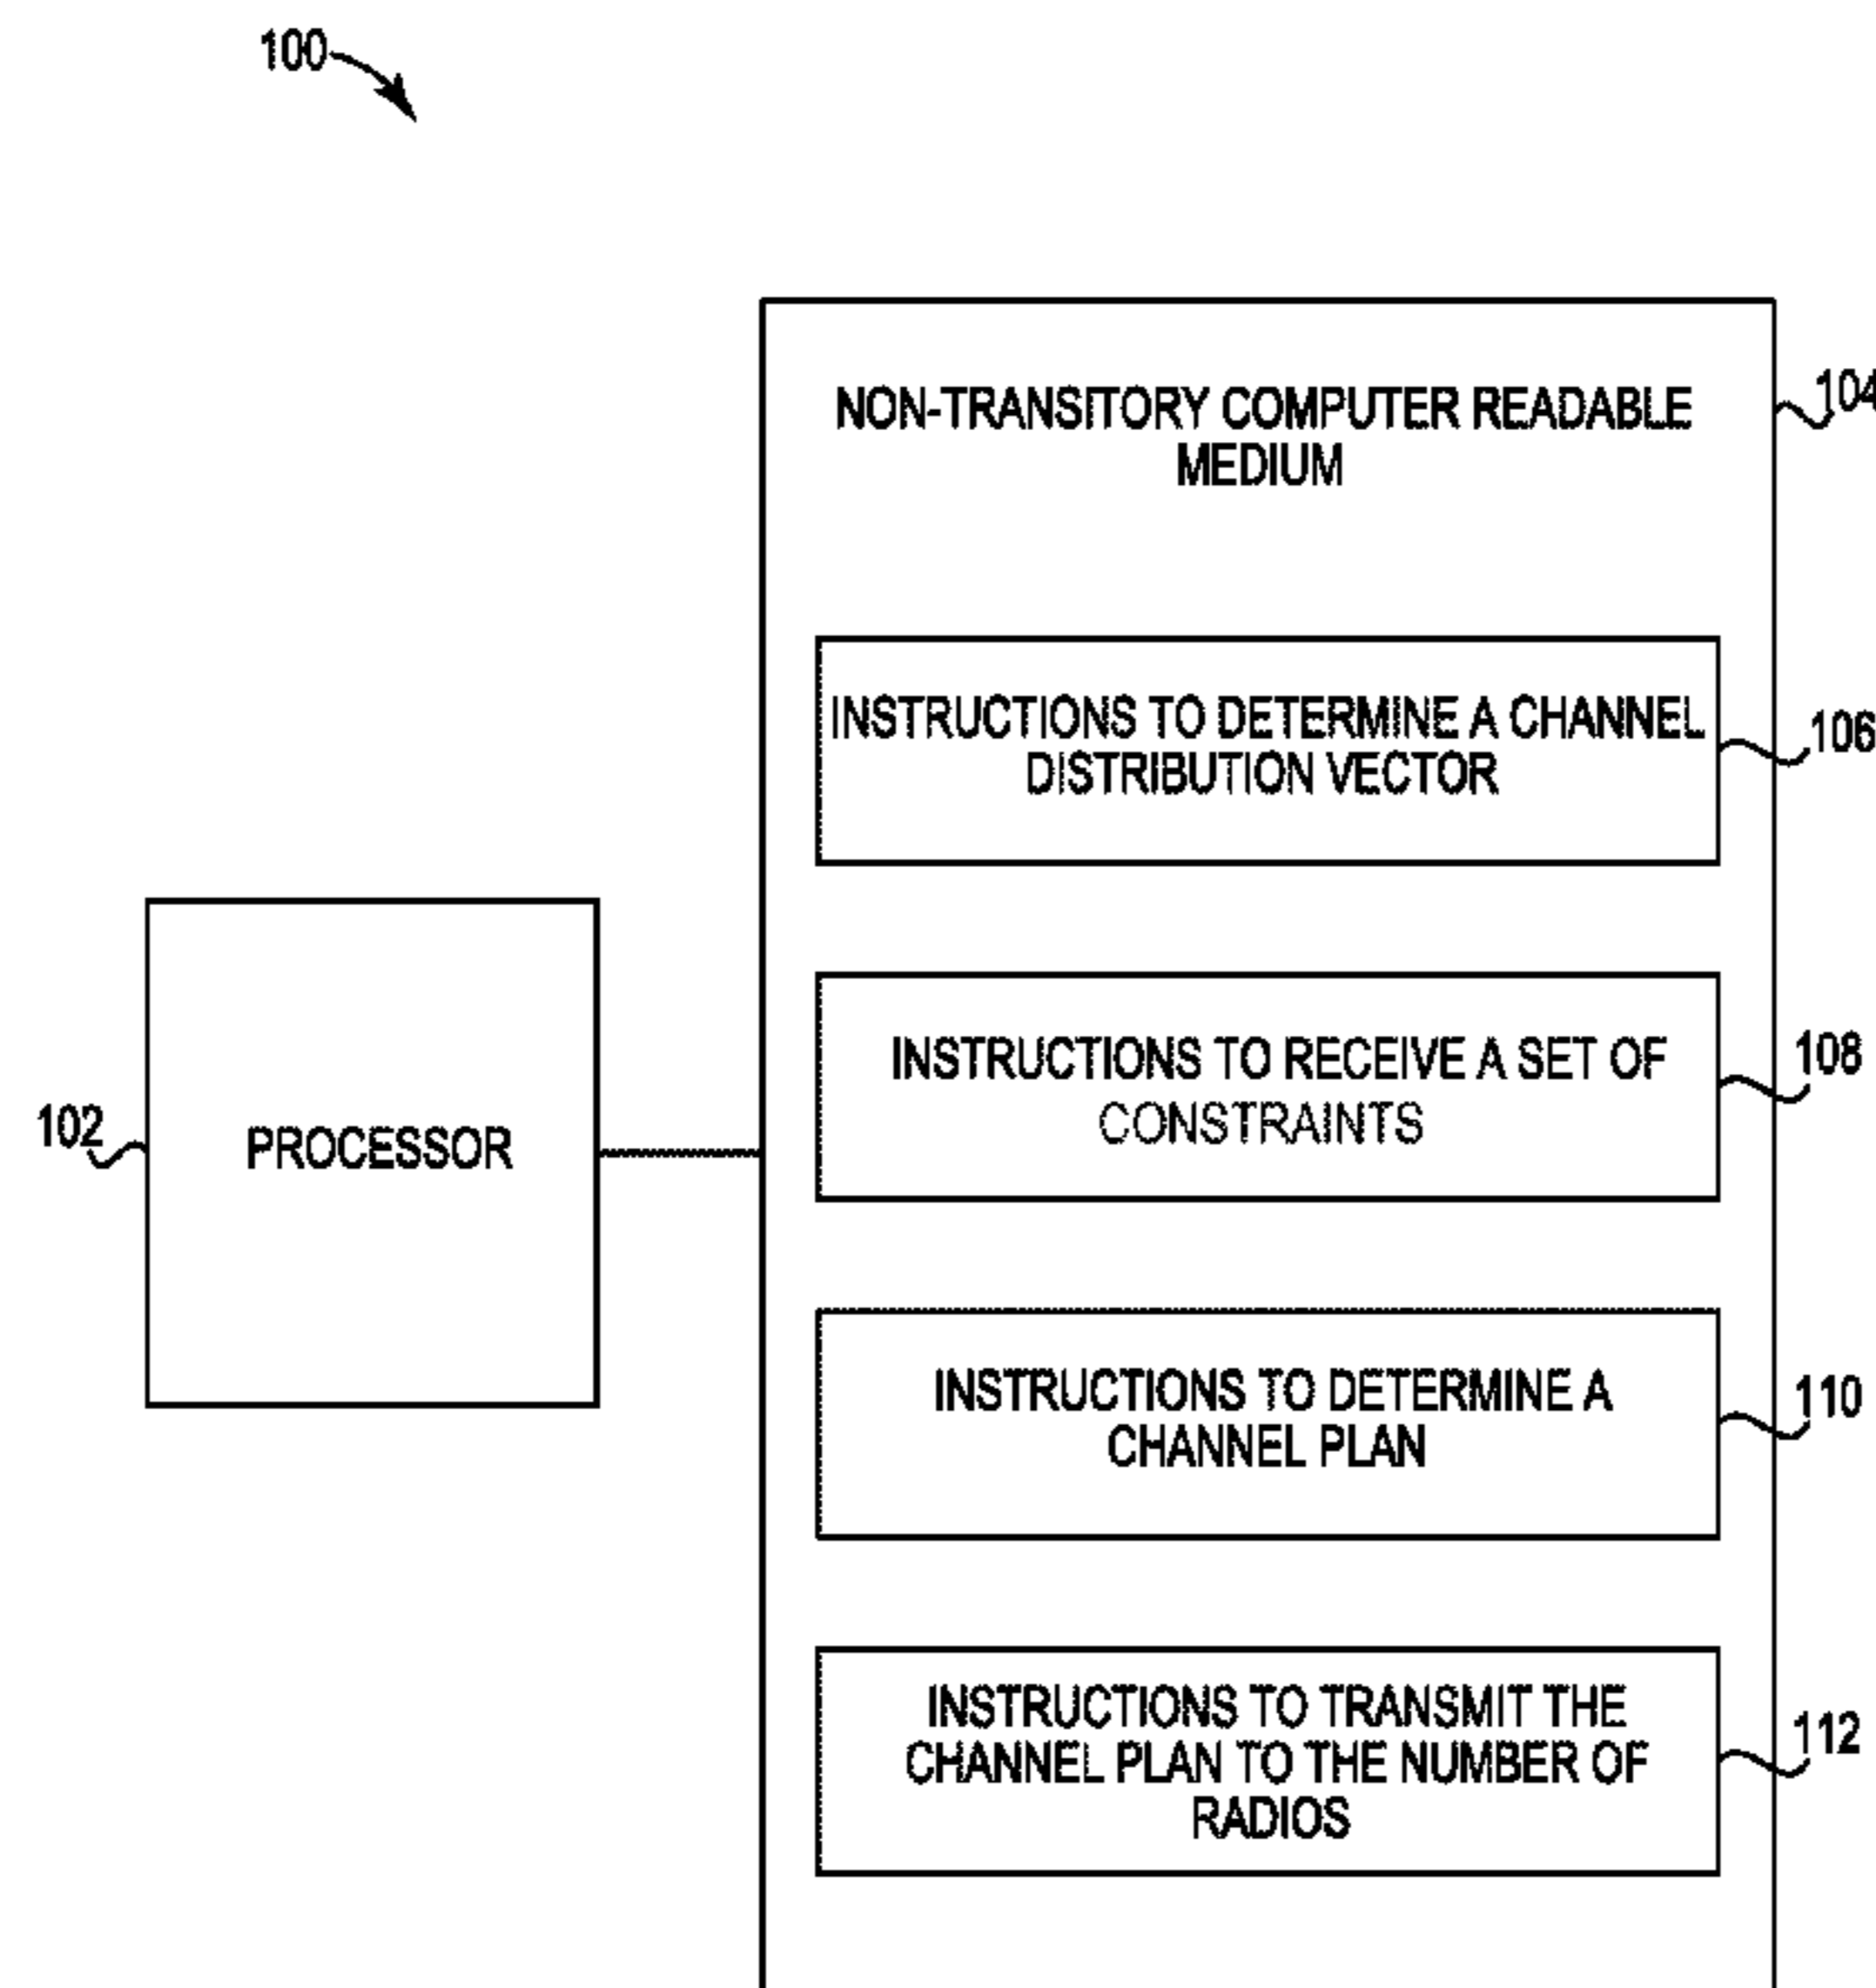 100
NON-TRANSITORY COMPUTER READABLE
MEDIUM
104
INSTRUCTIONS TO DETERMINE A CHANNEL
DISTRIBUTION VECTOR
106
INSTRUCTIONS TO RECEIVE A SET OF
CONSTRAINTS
108
102
PROCESSOR
INSTRUCTIONS TO DETERMINE A
CHANNEL PLAN
110
INSTRUCTIONS TO TRANSMIT THE
CHANNEL PLAN TO THE NUMBER OF
RADIOS
112